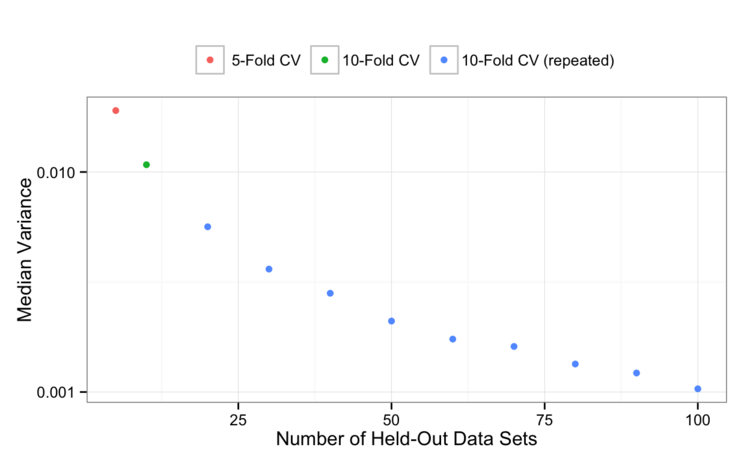 5-Fold CV 10-Fold CV 10-Fold CV (repeated)
0.010
0.001
Median Variance
25 50 75 100
Number of Held-Out Data Sets